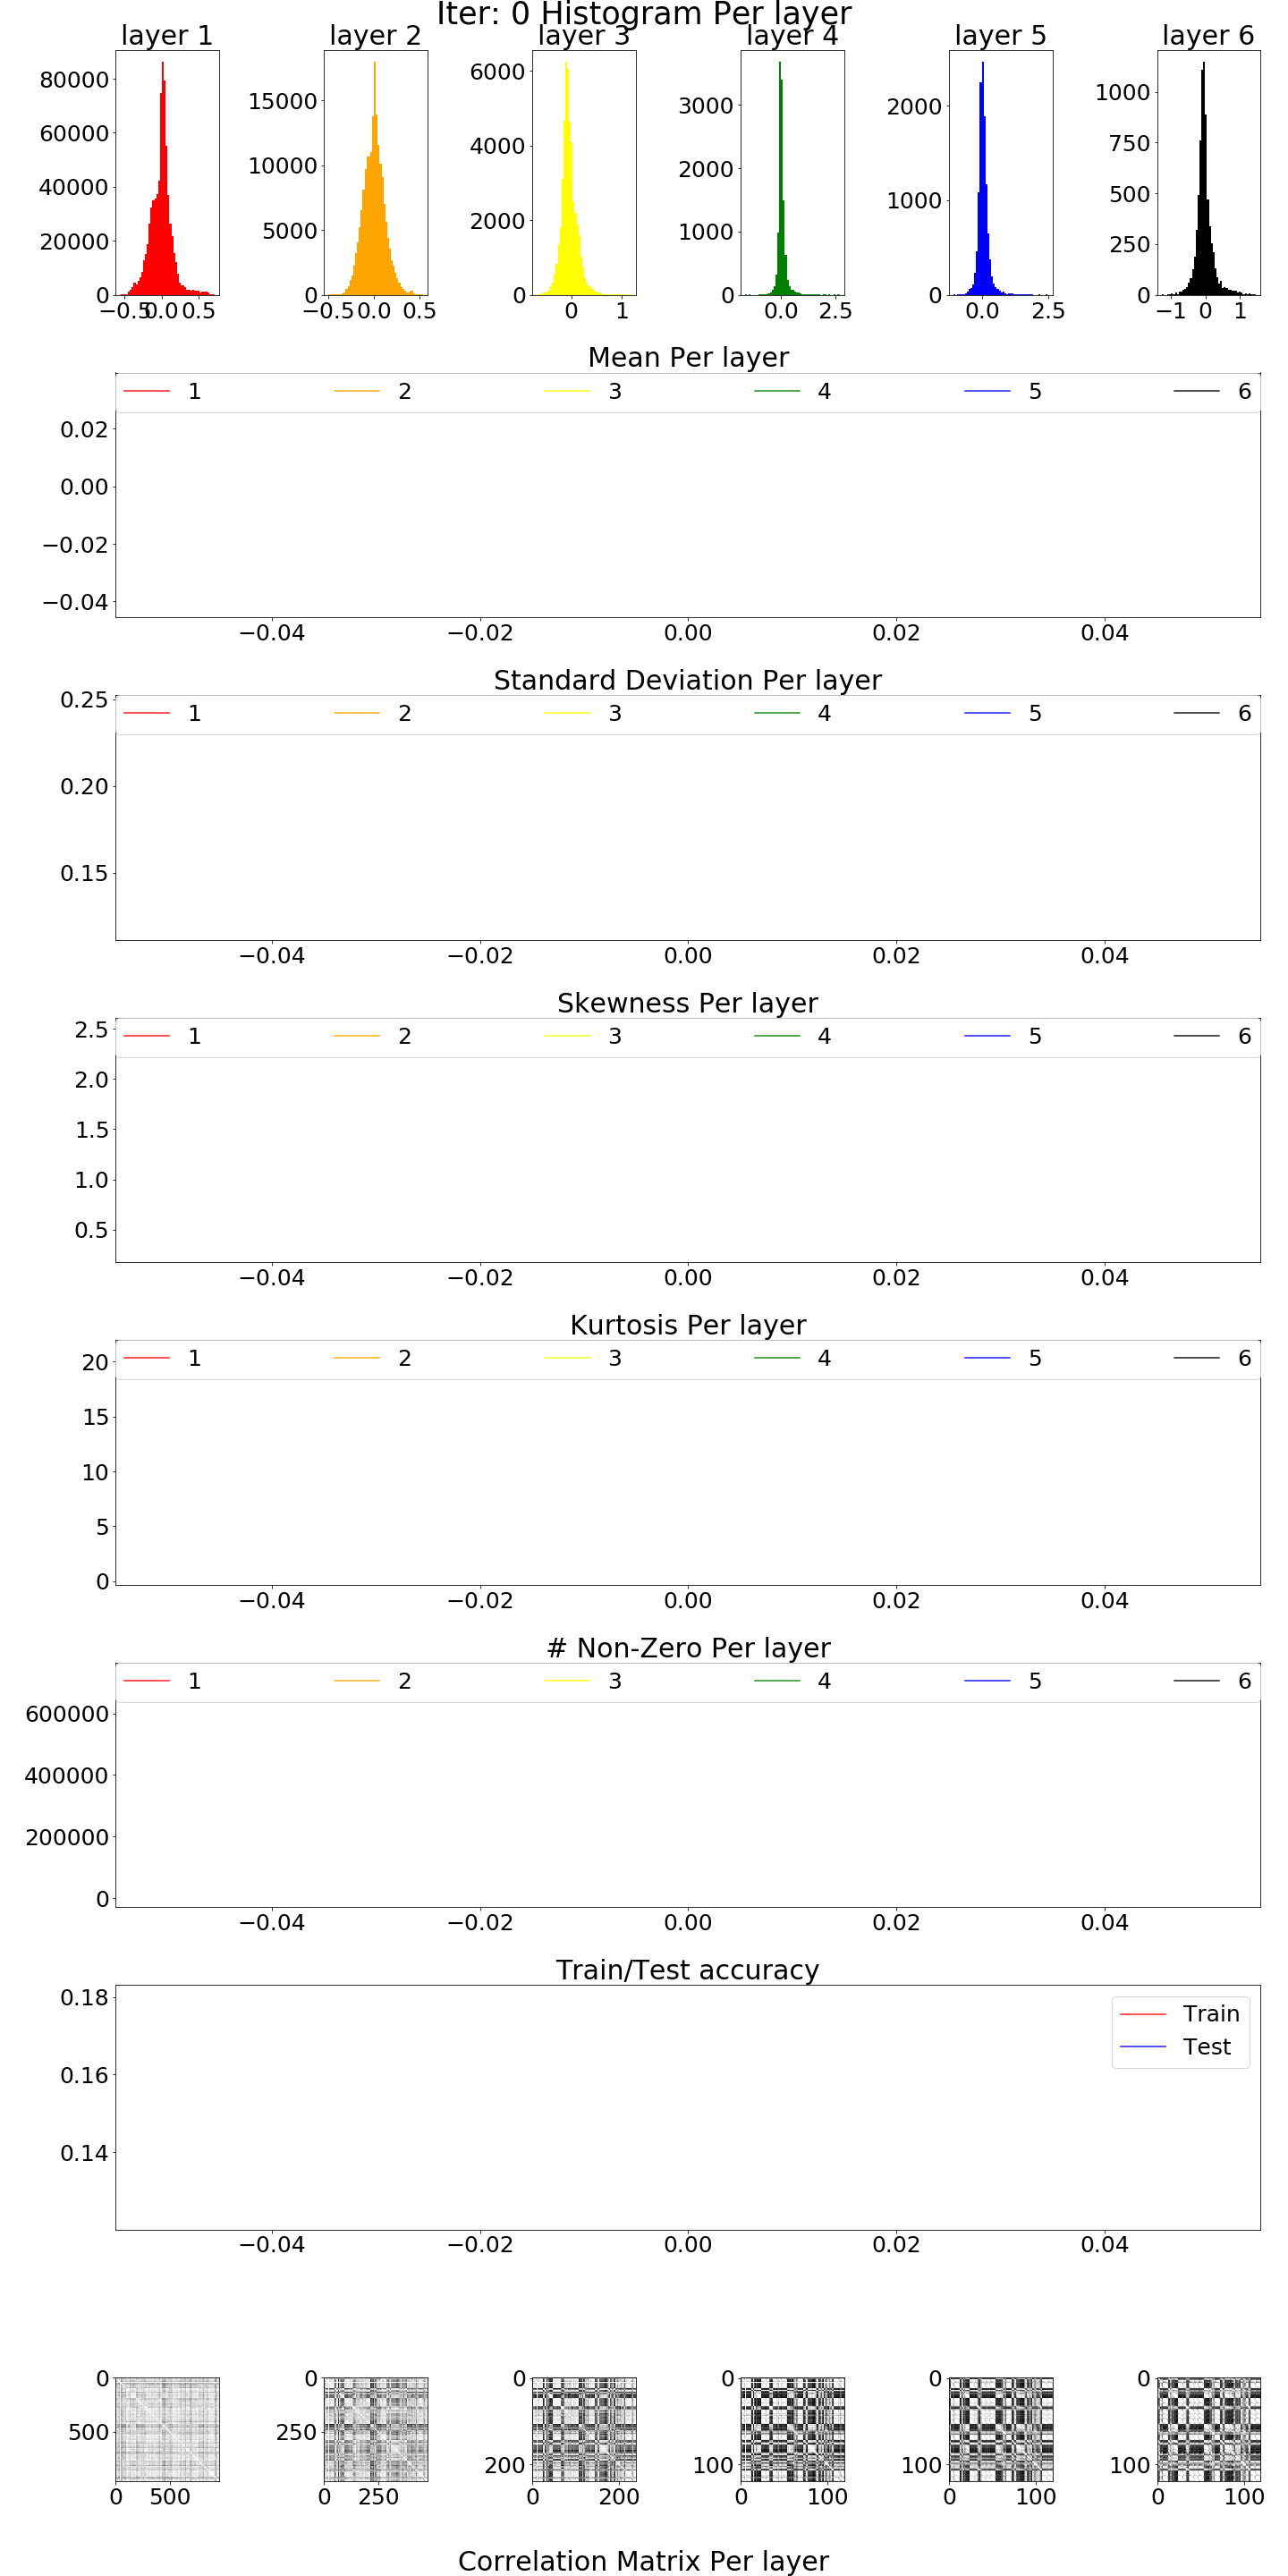 Iter: 0 Histogram Per layer
layer 1 layer 2 layer 3 layer 4 layer 5 layer 6
80000 60000 40000 20000 0
−0.5 0.0 0.5
15000 10000 5000 0
−0.5 0.0 0.5
6000 4000 2000 0
0 1
3000 2000 1000 0
0.0 2.5
2000 1000 0
0.0 2.5
1000 750 500 250 0
−1 0 1
Mean Per layer
1 2 3 4 5 6
0.02
0.00
−0.02
−0.04
−0.04 −0.02 0.00 0.02 0.04
Standard Deviation Per layer
0.25
1 2 3 4 5 6
0.20
0.15
−0.04 −0.02 0.00 0.02 0.04
Skewness Per layer
2.5
1 2 3 4 5 6
2.0
1.5
1.0
0.5
−0.04 −0.02 0.00 0.02 0.04
Kurtosis Per layer
20
1 2 3 4 5 6
15
10
5
0
−0.04 −0.02 0.00 0.02 0.04
# Non-Zero Per layer
1 2 3 4 5 6
600000
400000
200000
0
−0.04 −0.02 0.00 0.02 0.04
Train/Test accuracy
0.18
Train
Test
0.16
0.14
−0.04 −0.02 0.00 0.02 0.04
0 500
0 500
0 250
0 250
0 200
0 200
0 100
0 100
0 100
0 100
0 100
0 100
Correlation Matrix Per layer